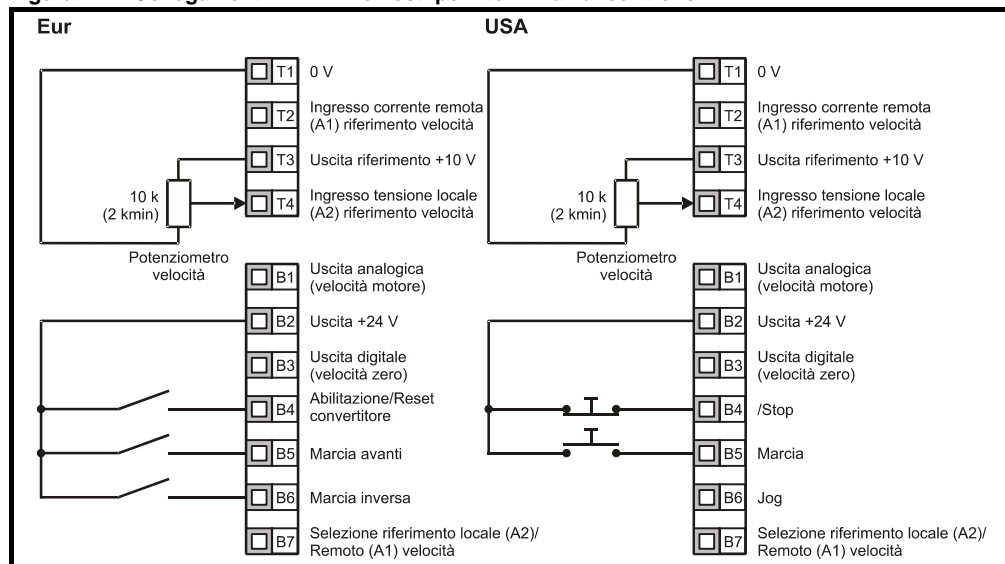 Eur
T1 0 V
T2 Ingresso corrente remota
(A1) riferimento velocità
T3 Uscita riferimento +10 V
10 k
(2 kmin)
T4 Ingresso tensione locale
(A2) riferimento velocità
Potenziometro
velocità
B1 Uscita analogica
(velocità motore)
B2 Uscita +24 V
B3 Uscita digitale
(velocità zero)
B4 Abilitazione/Reset
convertitore
B5 Marcia avanti
B6 Marcia inversa
B7 Selezione riferimento locale (A2)/
Remoto (A1) velocità
USA
T1 0 V
T2 Ingresso corrente remota
(A1) riferimento velocità
T3 Uscita riferimento +10 V
10 k
(2 kmin)
T4 Ingresso tensione locale
(A2) riferimento velocità
Potenziometro
velocità
B1 Uscita analogica
(velocità motore)
B2 Uscita +24 V
B3 Uscita digitale
(velocità zero)
B4 /Stop
B5 Marcia
B6 Jog
B7 Selezione riferimento locale (A2)/
Remoto (A1) velocità